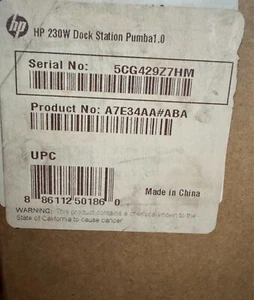 hp HP 230W Dock Station Pumba1.0
Serial No: 5CG429Z7HM
Product No: A7E34AA#ABA
UPC
8 86112 50186 0
Made in China
WARNING: This product contains a chemical known to the
State of California to cause cancer